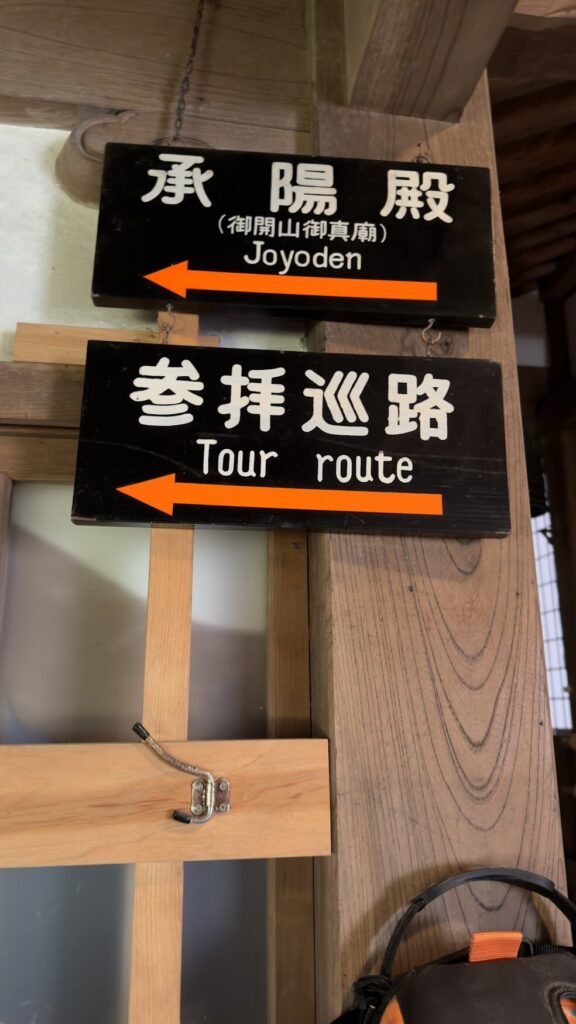 承陽殿
（御開山御真廟）
Joyoden
参拝巡路
Tour route